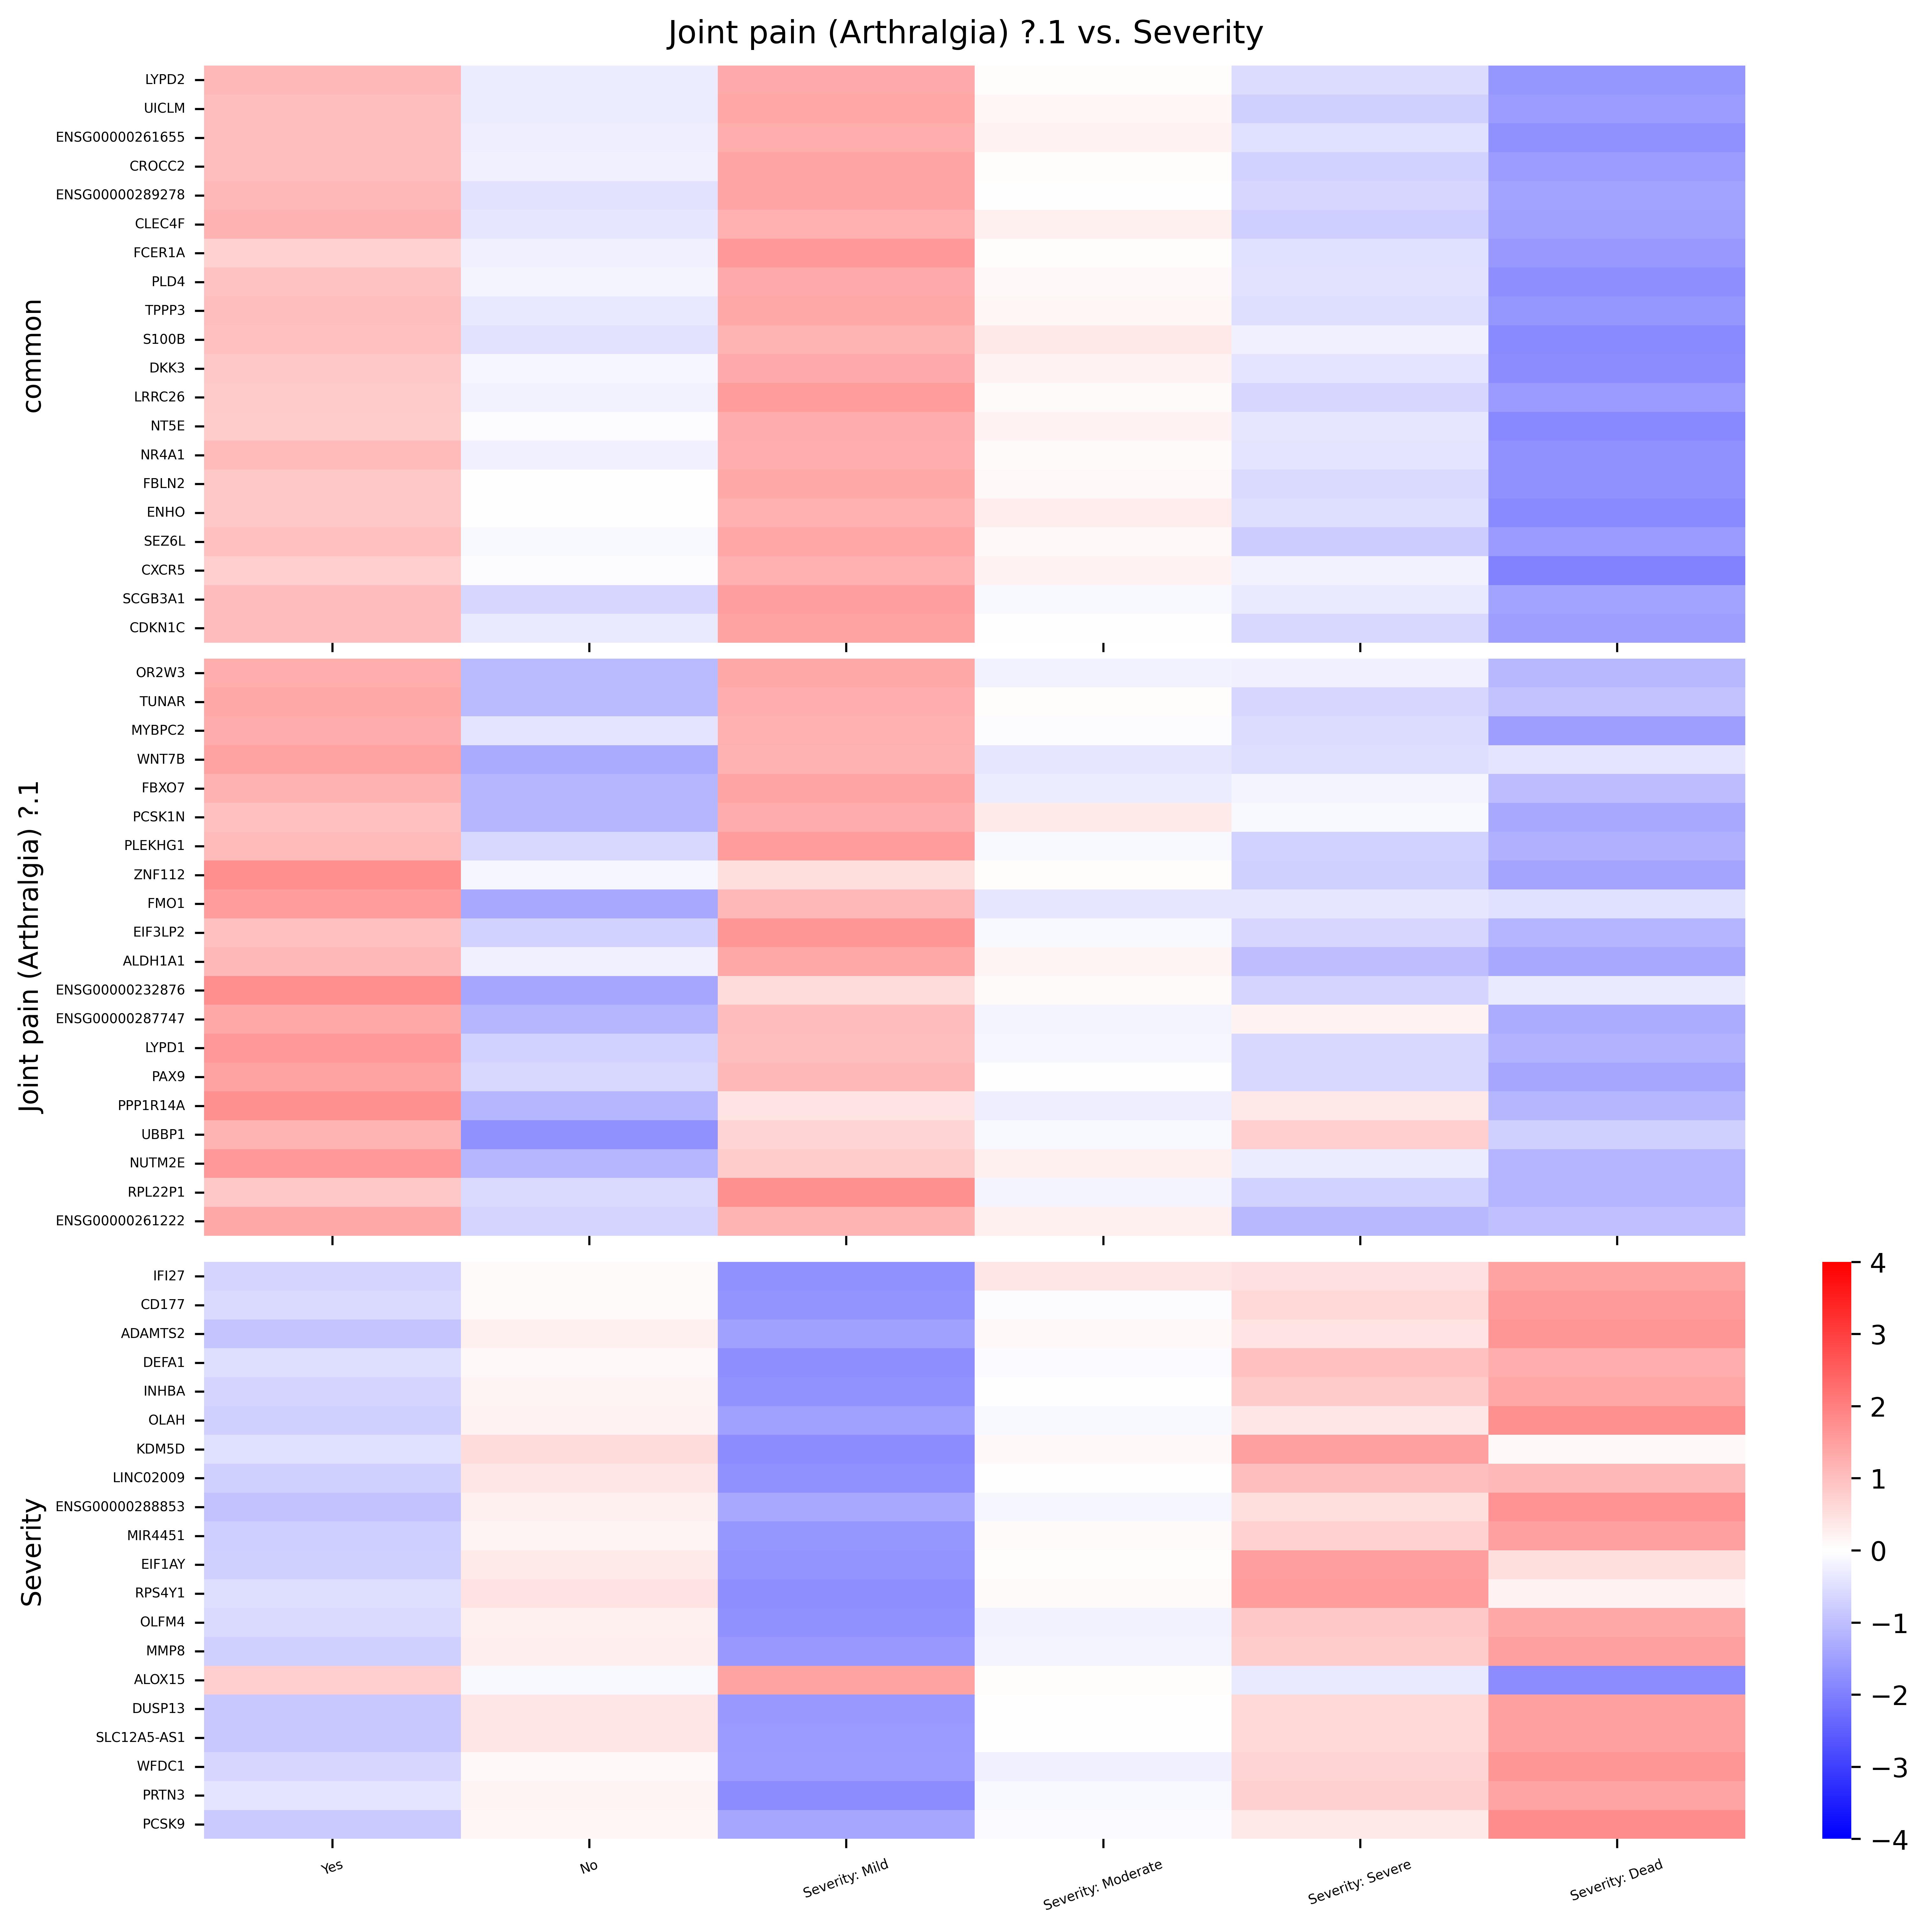 Joint pain (Arthralgia) ?.1 vs. Severity
common
LYPD2
UICLM
ENSG00000261655
CROCC2
ENSG00000289278
CLEC4F
FCER1A
PLD4
TPPP3
S100B
DKK3
LRRC26
NT5E
NR4A1
FBLN2
ENHO
SEZ6L
CXCR5
SCGB3A1
CDKN1C
Joint pain (Arthralgia) ?.1
OR2W3
TUNAR
MYBPC2
WNT7B
FBXO7
PCSK1N
PLEKHG1
ZNF112
FMO1
EIF3LP2
ALDH1A1
ENSG00000232876
ENSG00000287747
LYPD1
PAX9
PPP1R14A
UBBP1
NUTM2E
RPL22P1
ENSG00000261222
Severity
IFI27
CD177
ADAMTS2
DEFA1
INHBA
OLAH
KDM5D
LINC02009
ENSG00000288853
MIR4451
EIF1AY
RPS4Y1
OLFM4
MMP8
ALOX15
DUSP13
SLC12A5-AS1
WFDC1
PRTN3
PCSK9
Yes
No
Severity: Mild
Severity: Moderate
Severity: Severe
Severity: Dead
4
3
2
1
0
−1
−2
−3
−4